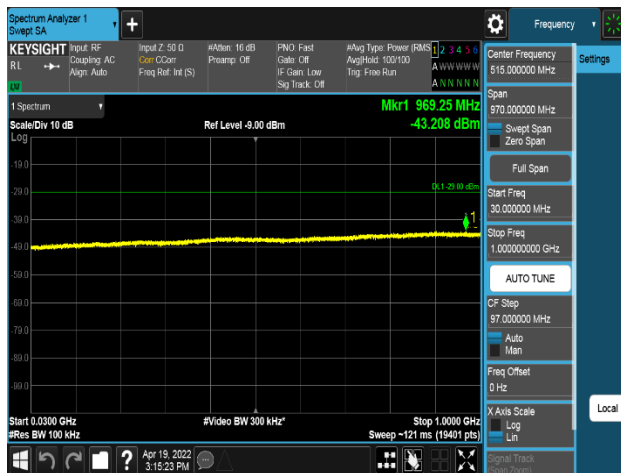 Spectrum Analyzer 1
Swept SA
+
Frequency
KEYSIGHT
RL
Input: RF
Coupling: AC
Align: Auto
Input Z: 50 Ω
Corr CCorr
Freq Ref: Int (S)
#Atten: 16 dB
Preamp: Off
PNO: Fast
Gate: Off
IF Gain: Low
Sig Track: Off
#Avg Type: Power (RMS
Avg|Hold: 100/100
Trig: Free Run
1 2 3 4 5 6
A W W W W W
A N N N N N
1 Spectrum
Scale/Div 10 dB
Log
Ref Level -9.00 dBm
Mkr1 969.25 MHz
-43.208 dBm
DL1 -29.00 dBm
1
-19.0
-29.0
-39.0
-49.0
-59.0
-69.0
-79.0
-89.0
-99.0
Start 0.0300 GHz
#Res BW 100 kHz
#Video BW 300 kHz*
Stop 1.0000 GHz
Sweep ~121 ms (19401 pts)
?
Apr 19, 2022
3:15:23 PM
Center Frequency
515.000000 MHz
Span
970.000000 MHz
Swept Span
Zero Span
Full Span
Start Freq
30.000000 MHz
Stop Freq
1.000000000 GHz
AUTO TUNE
CF Step
97.000000 MHz
Auto
Man
Freq Offset
0 Hz
X Axis Scale
Log
Lin
Signal Track
(Span Zoom)
Settings
Local